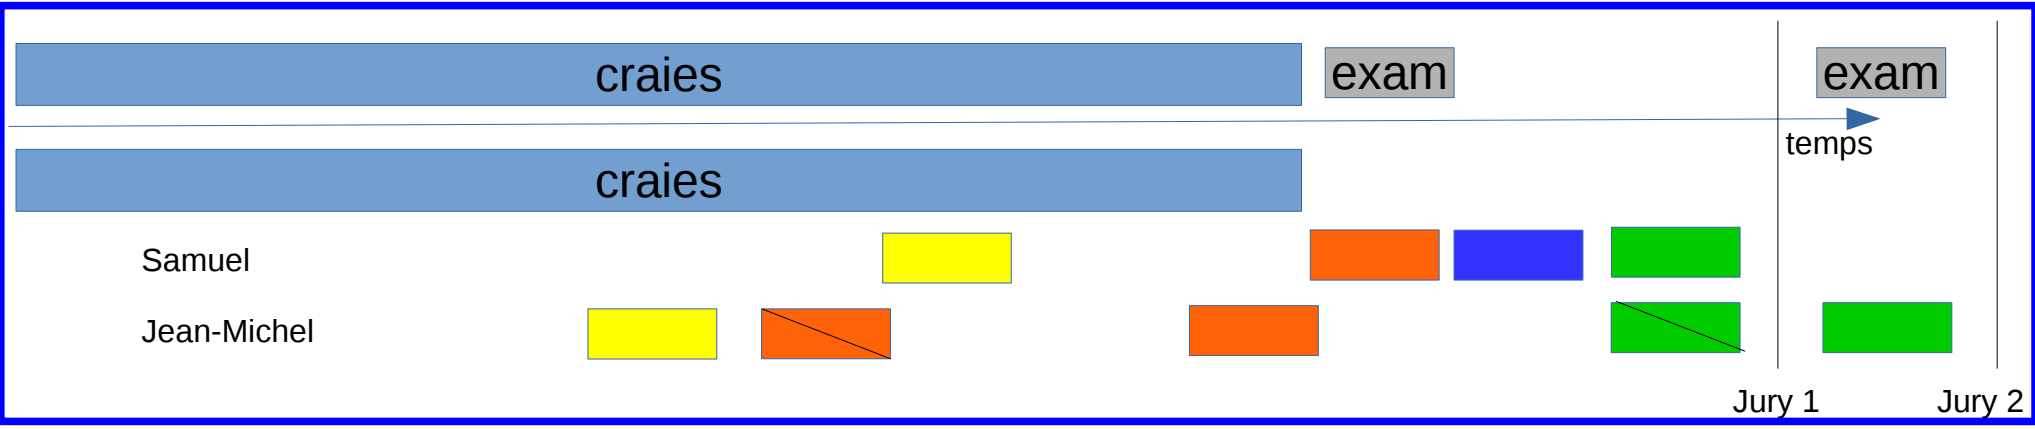 craies
exam
exam
temps
craies
Samuel
Jean-Michel
Jury 1
Jury 2